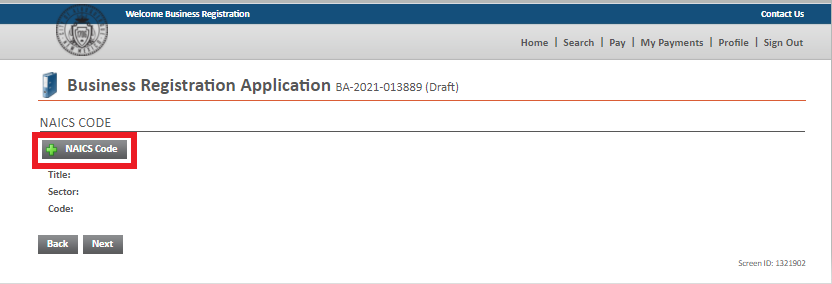 Welcome Business Registration
Contact Us
Home | Search | Pay | My Payments | Profile | Sign Out
Business Registration Application BA-2021-013889 (Draft)
NAICS CODE
NAICS Code
Title:
Sector:
Code:
Back Next
Screen ID: 1321902